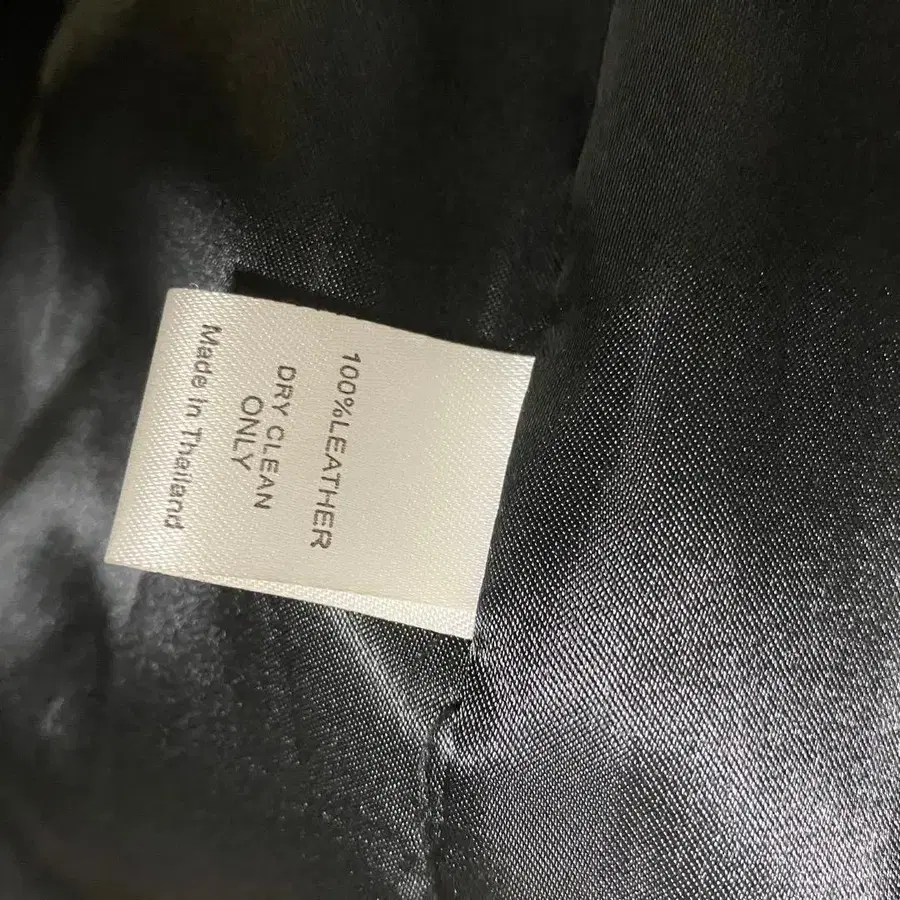 100%LEATHER
DRY CLEAN
ONLY
Made In Thailand